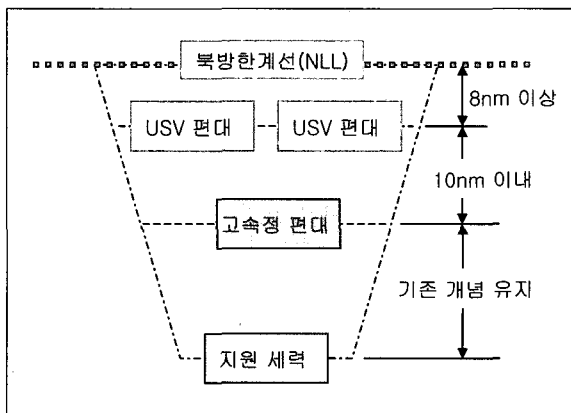 북방한계선(NLL)
8nm 이상
USV 편대 USV 편대
10nm 이내
고속정 편대
기존 개념 유지
지원 세력